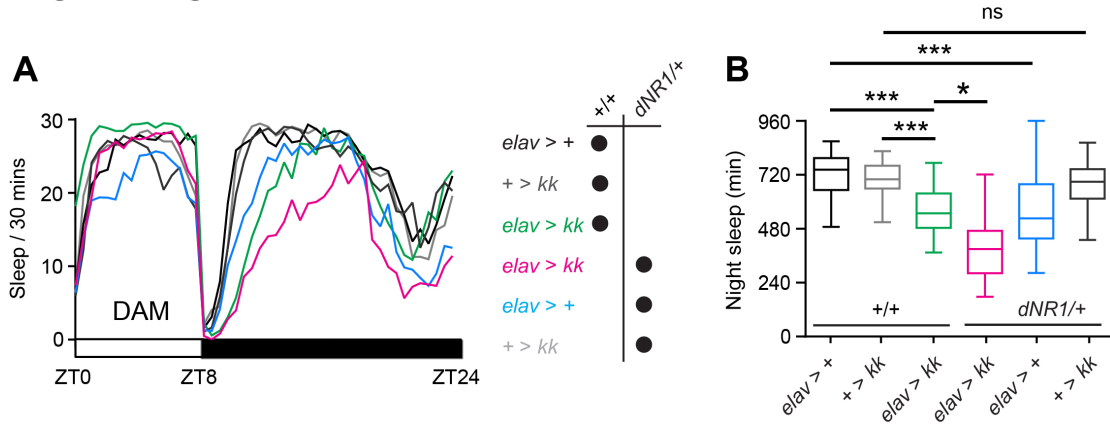 A
Sleep / 30 mins
30
20
10
0
DAM
ZT0
ZT8
ZT24
+/+
dNR1/+
elav > +
+ > kk
elav > kk
elav > kk
elav > +
+ > kk
B
ns
***
***
*
***
Night sleep (min)
960
720
480
240
0
+/+
dNR1/+
elav > +
+ > kk
elav > kk
elav > kk
elav > +
+ > kk